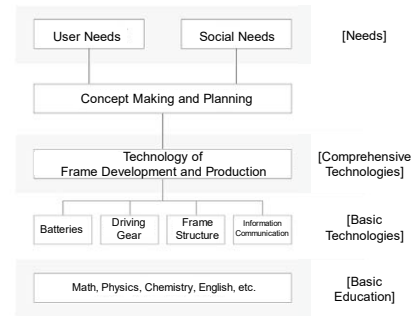 User Needs
Social Needs
[Needs]
Concept Making and Planning
Technology of
Frame Development and Production
[Comprehensive
Technologies]
Batteries
Driving
Gear
Frame
Structure
Information
Communication
[Basic
Technologies]
Math, Physics, Chemistry, English, etc.
[Basic
Education]